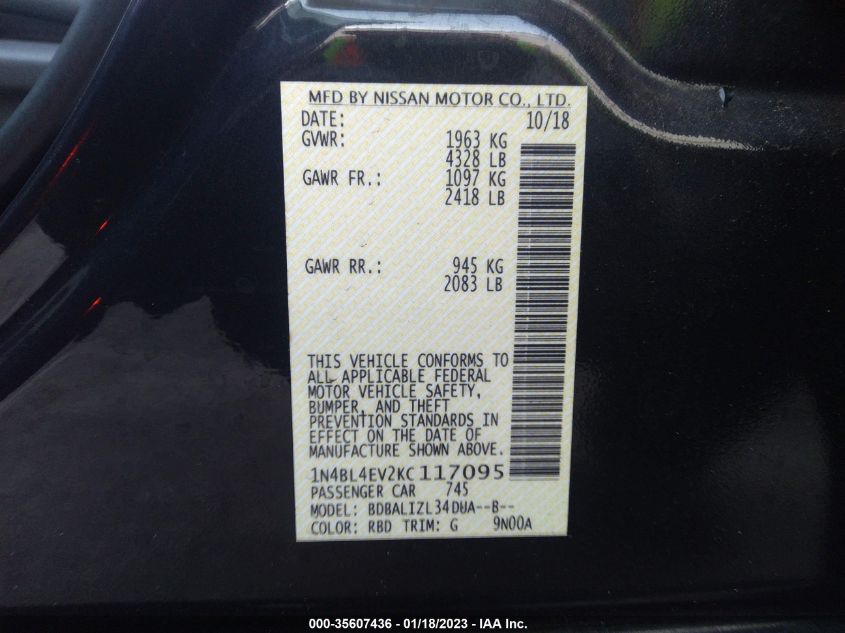 MFD BY NISSAN MOTOR CO., LTD.
DATE: 10/18
GVWR: 1963 KG
4328 LB
GAWR FR.: 1097 KG
2418 LB
GAWR RR.: 945 KG
2083 LB
THIS VEHICLE CONFORMS TO
ALL APPLICABLE FEDERAL
MOTOR VEHICLE SAFETY,
BUMPER, AND THEFT
PREVENTION STANDARDS IN
EFFECT ON THE DATE OF
MANUFACTURE SHOWN ABOVE.
1N4BL4EV2KC117095
PASSENGER CAR 745
MODEL: BDBALIZL34DUA--B--
COLOR: RBD TRIM: G 9N00A
000-35607436 - 01/18/2023 - IAA Inc.